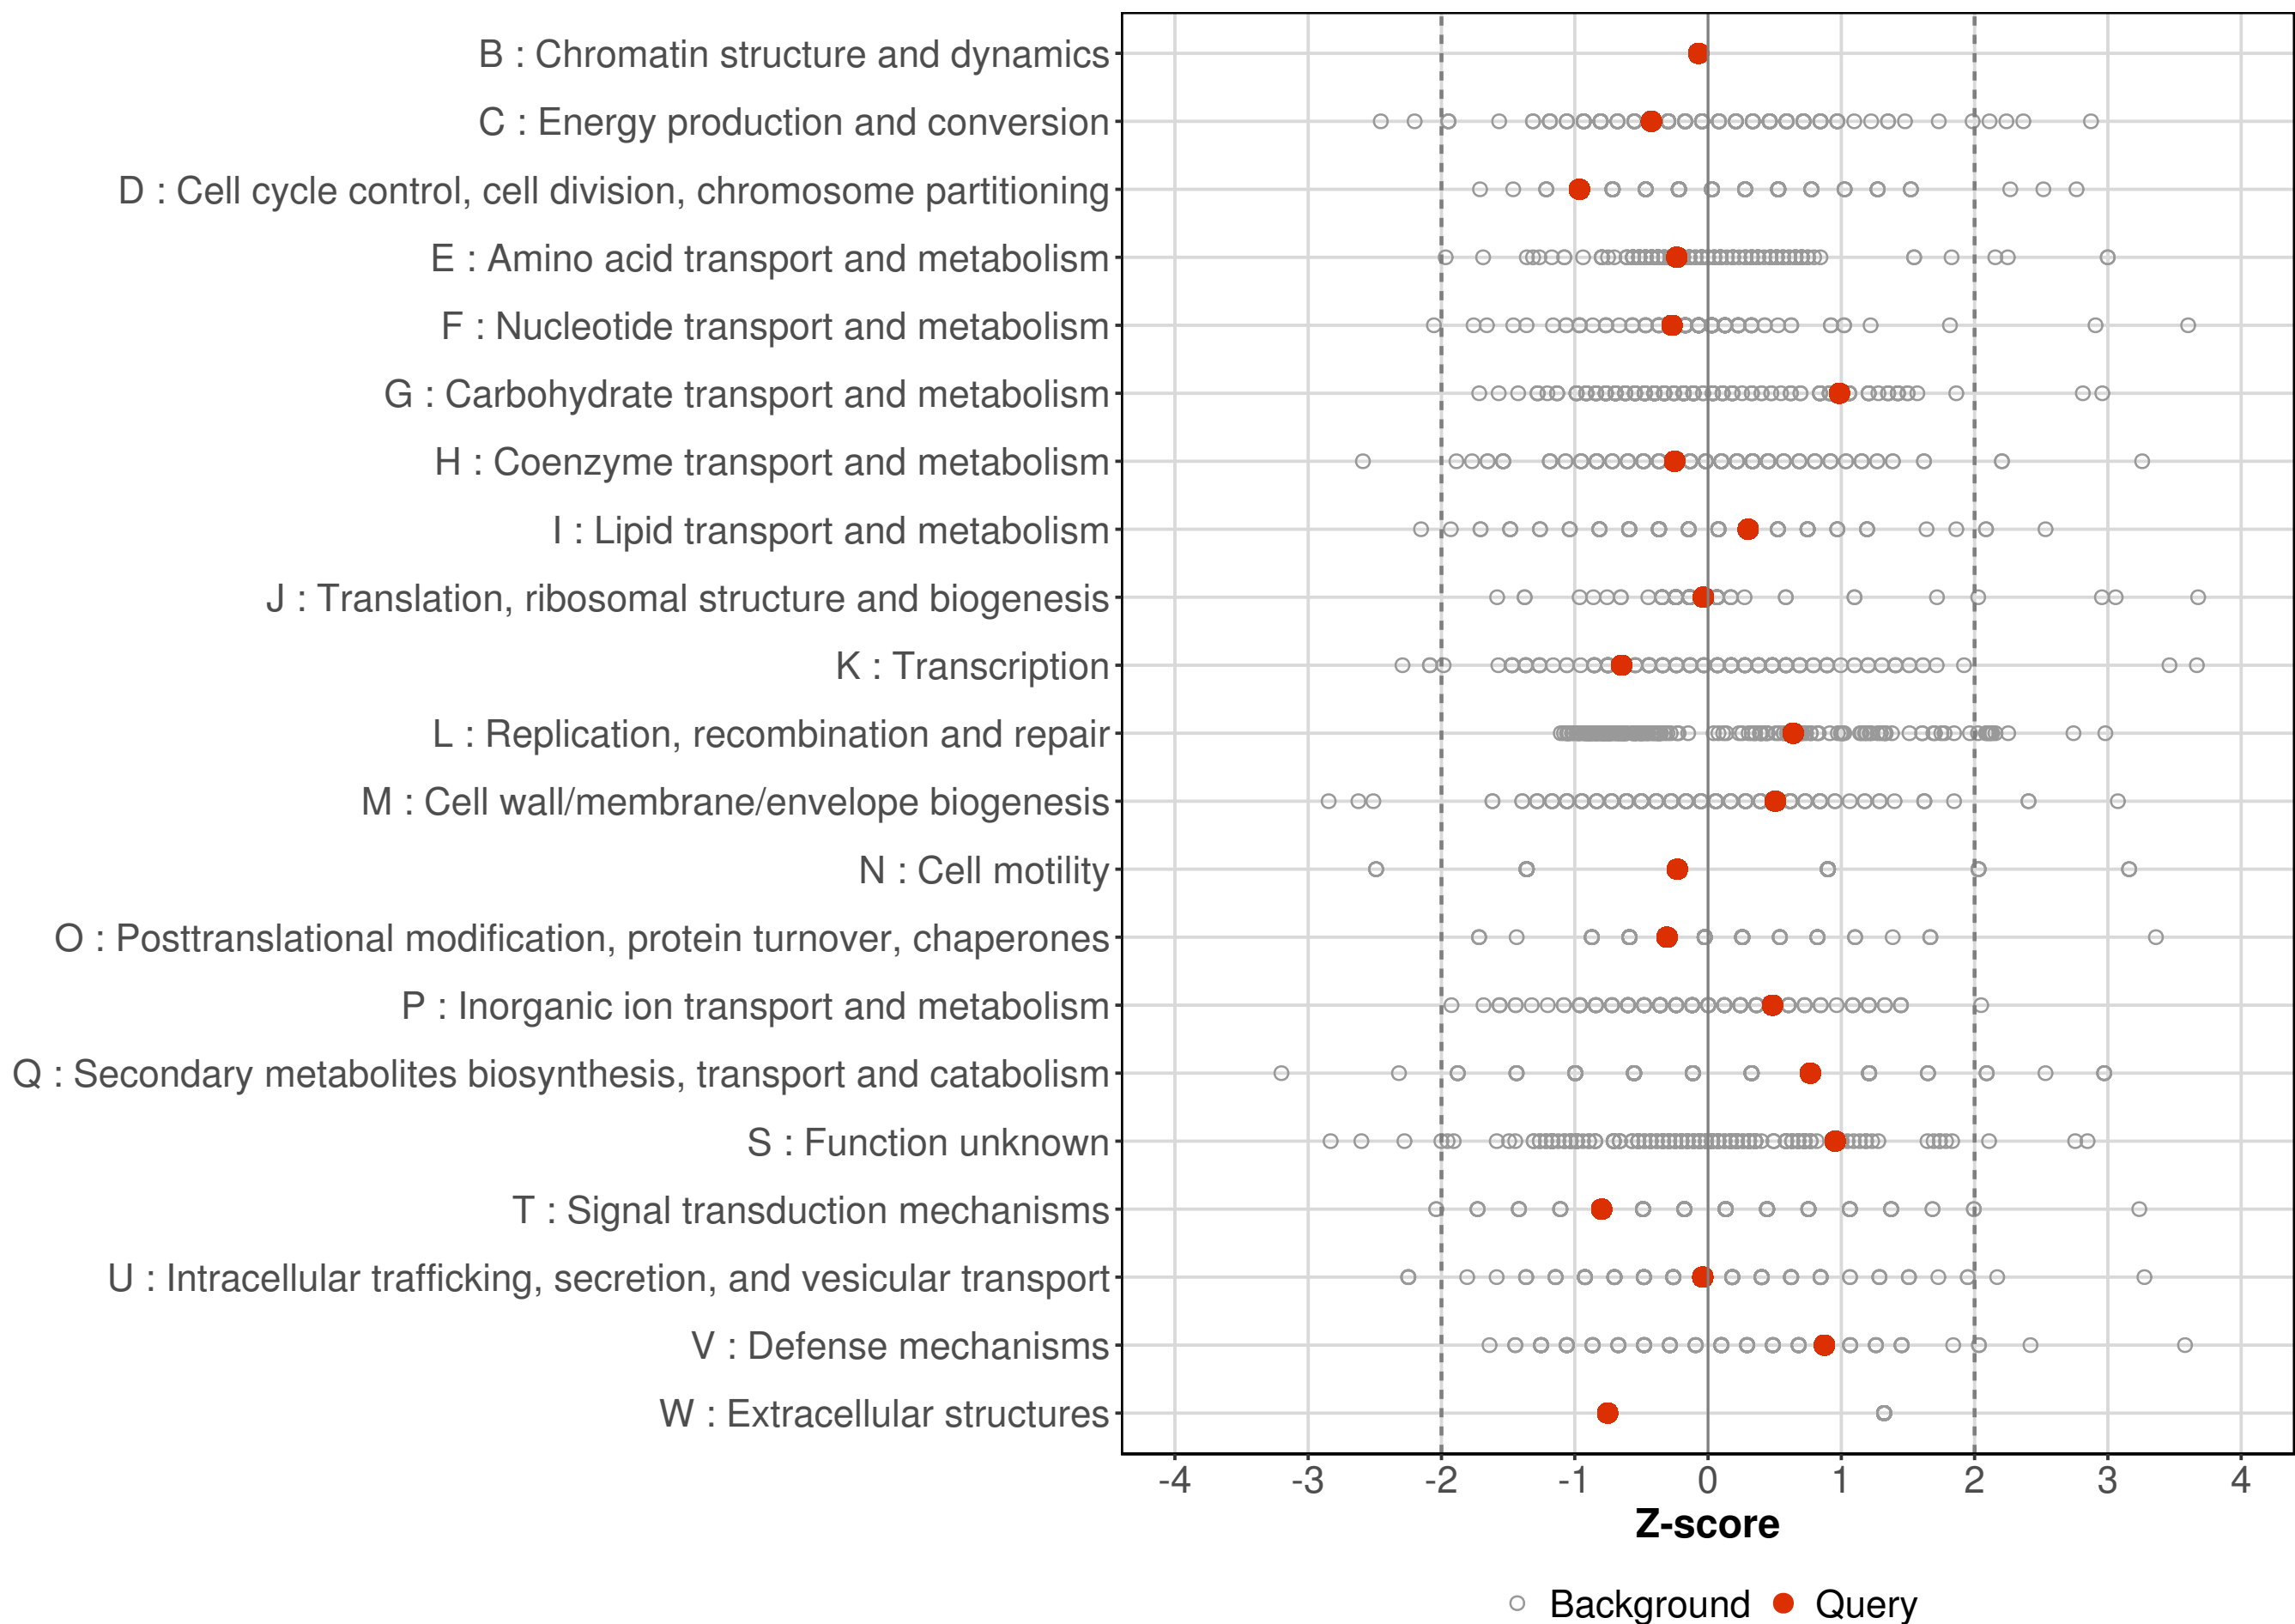 B : Chromatin structure and dynamics
C : Energy production and conversion
D : Cell cycle control, cell division, chromosome partitioning
E : Amino acid transport and metabolism
F : Nucleotide transport and metabolism
G : Carbohydrate transport and metabolism
H : Coenzyme transport and metabolism
I : Lipid transport and metabolism
J : Translation, ribosomal structure and biogenesis
K : Transcription
L : Replication, recombination and repair
M : Cell wall/membrane/envelope biogenesis
N : Cell motility
O : Posttranslational modification, protein turnover, chaperones
P : Inorganic ion transport and metabolism
Q : Secondary metabolites biosynthesis, transport and catabolism
S : Function unknown
T : Signal transduction mechanisms
U : Intracellular trafficking, secretion, and vesicular transport
V : Defense mechanisms
W : Extracellular structures
-4 -3 -2 -1 0 1 2 3 4
Z-score
Background Query